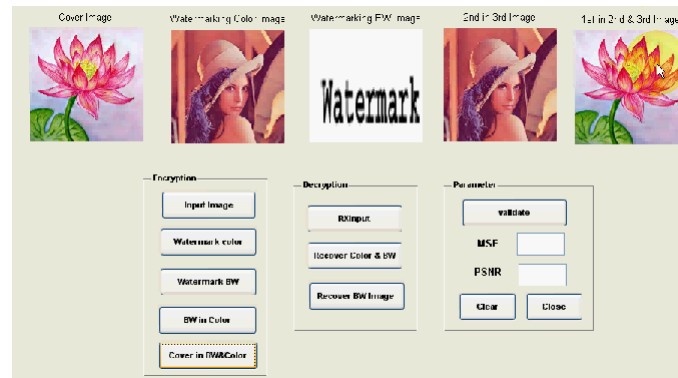 Cover Image
Watermarking Color Image
Watermarking BW Image
2nd in 3rd Image
1st in 2nd & 3rd Image
Watermark
Encryption
Input Image
Watermark color
Watermark BW
BW in Color
Cover in BW&Color
Decryption
RXinput
Recover Color & BW
Recover BW Image
Parameter
validate
MSE
PSNR
Clear
Close